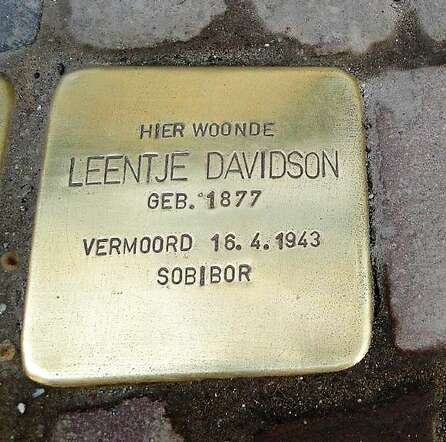 HIER WOONDE
LEENTJE DAVIDSON
GEB. 1877
VERMOORD 16.4.1943
SOBIBOR